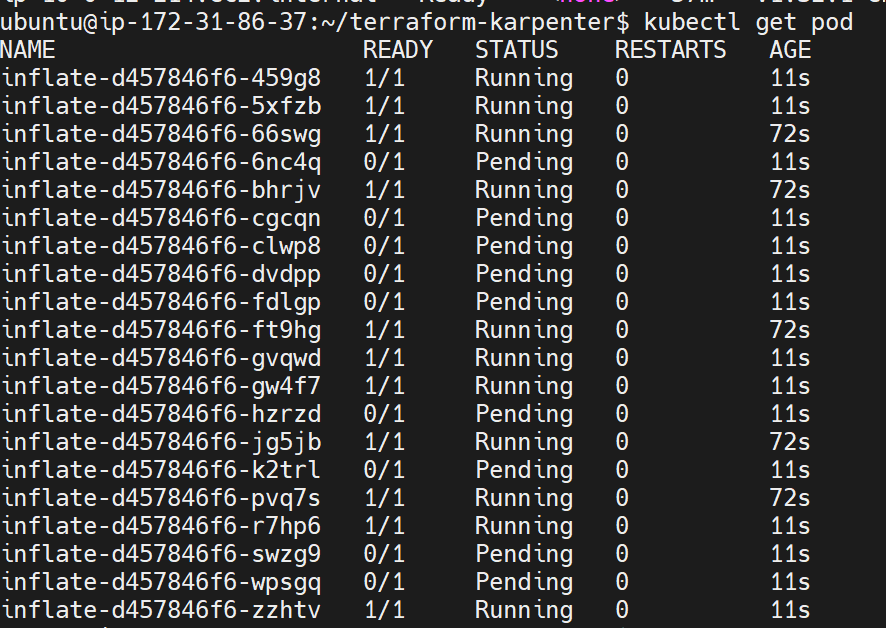 ubuntu@ip-172-31-86-37:~/terraform-karpenter$ kubectl get pod
NAME READY STATUS RESTARTS AGE
inflate-d457846f6-459g8 1/1 Running 0 11s
inflate-d457846f6-5xfzb 1/1 Running 0 11s
inflate-d457846f6-66swg 1/1 Running 0 72s
inflate-d457846f6-6nc4q 0/1 Pending 0 11s
inflate-d457846f6-bhrjv 1/1 Running 0 72s
inflate-d457846f6-cgcqn 0/1 Pending 0 11s
inflate-d457846f6-clwp8 0/1 Pending 0 11s
inflate-d457846f6-dvdpp 0/1 Pending 0 11s
inflate-d457846f6-fdlgp 0/1 Pending 0 11s
inflate-d457846f6-ft9hg 1/1 Running 0 72s
inflate-d457846f6-gvqwd 1/1 Running 0 11s
inflate-d457846f6-gw4f7 1/1 Running 0 11s
inflate-d457846f6-hzrzd 0/1 Pending 0 11s
inflate-d457846f6-jg5jb 1/1 Running 0 72s
inflate-d457846f6-k2trl 0/1 Pending 0 11s
inflate-d457846f6-pvq7s 1/1 Running 0 72s
inflate-d457846f6-r7hp6 1/1 Running 0 11s
inflate-d457846f6-swzg9 0/1 Pending 0 11s
inflate-d457846f6-wpsgq 0/1 Pending 0 11s
inflate-d457846f6-zzhtv 1/1 Running 0 11s